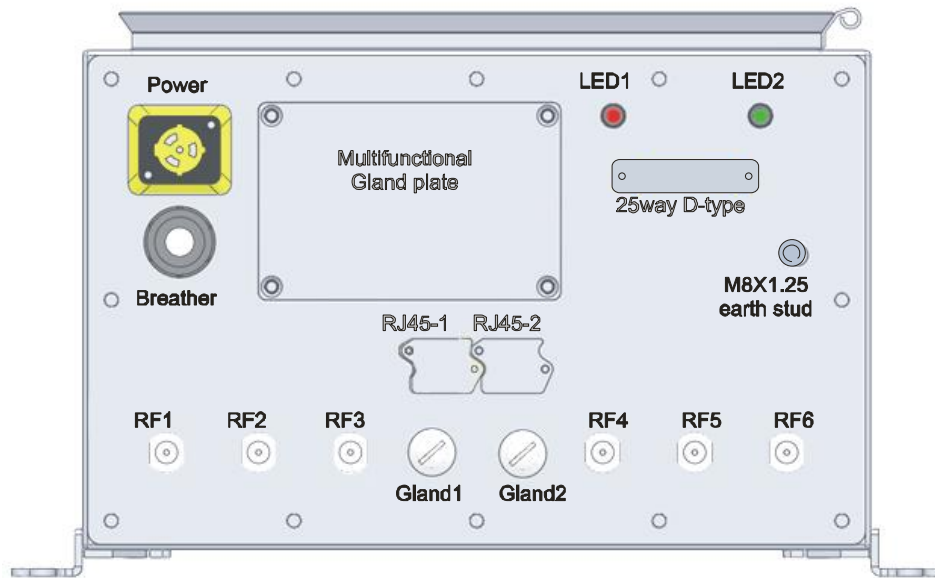 Power
LED1
LED2
Multifunctional
Gland plate
25way D-type
Breather
M8X1.25
earth stud
RJ45-1
RJ45-2
RF1
RF2
RF3
RF4
RF5
RF6
Gland1
Gland2